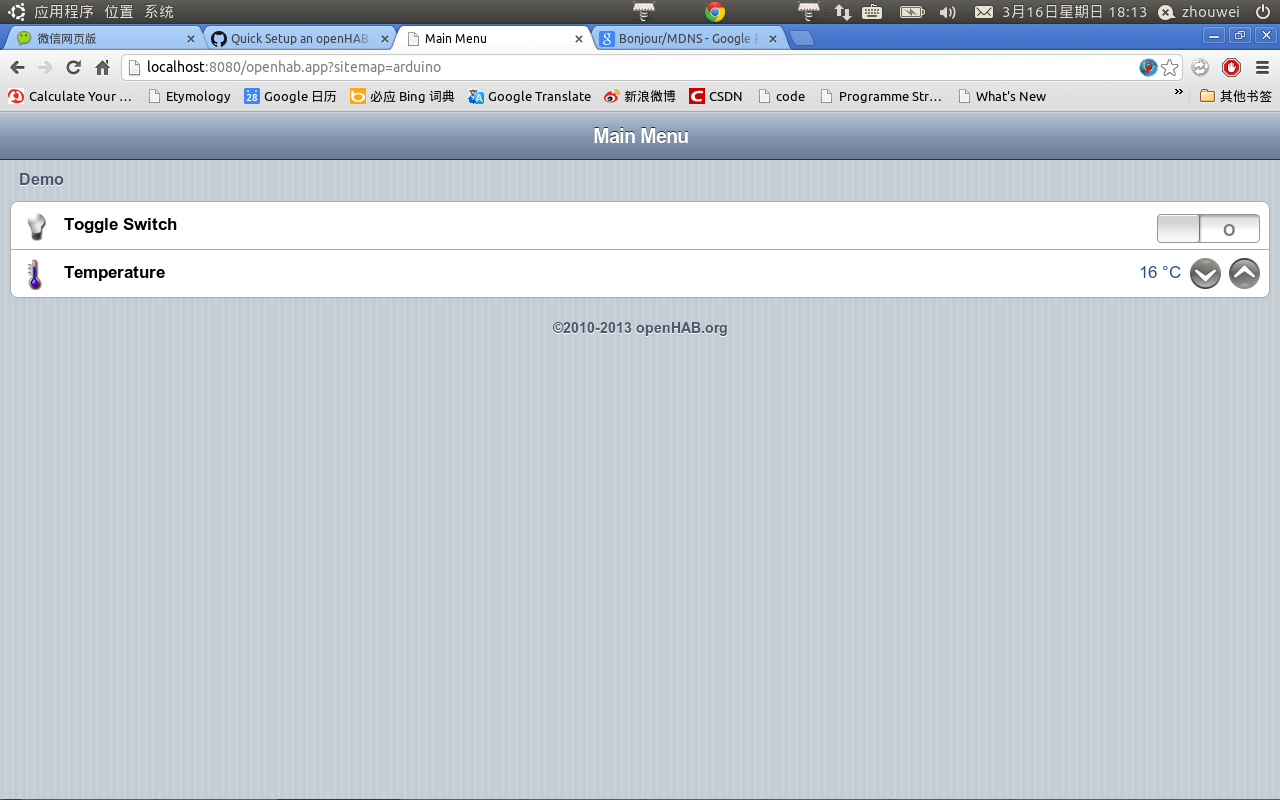 应用程序 位置 系统 3月16日星期日 18:13 zhouwei
微信网页版 Quick Setup an openHAB Main Menu Bonjour/MDNS - Google
localhost:8080/openhab.app?sitemap=arduino
Calculate Your ... Etymology 28 Google 日历 必应 Bing 词典 Google Translate 新浪微博 CSDN code Programme Str... What's New » 其他书签
Main Menu
Demo
Toggle Switch O
Temperature 16 °C
©2010-2013 openHAB.org